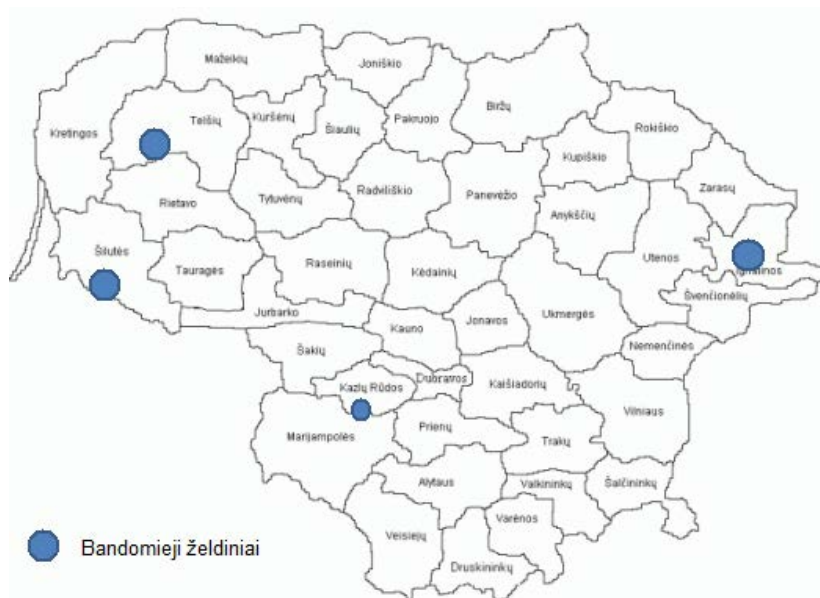 Mažeikių
Joniškio
Kretingos
Telšių
Kuršėnų
Šiaulių
Pakruojo
Biržų
Rokiškio
Kupiškio
Zarasų
Rietavo
Tytuvėnų
Radviliškio
Panevėžio
Anykščių
Šilutės
Tauragės
Raseinių
Kėdainių
Utenos
Ignalinos
Švenčionėlių
Jurbarko
Kauno
Jonavos
Ukmergės
Nemenčinės
Šakių
Kazlų Rūdos
Dubravos
Kaišiadorių
Vilniaus
Marijampolės
Prienų
Trakų
Alytaus
Valkininkų
Šalčininkų
Veisiejų
Varėnos
Druskininkų
Bandomieji želdiniai